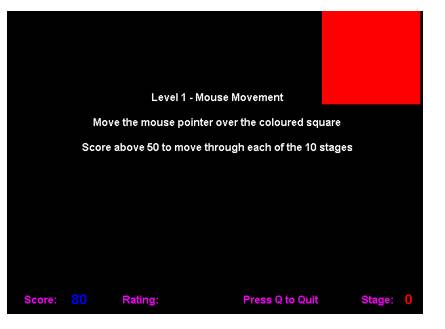 Level 1 - Mouse Movement
Move the mouse pointer over the coloured square
Score above 50 to move through each of the 10 stages
Score: 80 Rating: Press Q to Quit Stage: 0